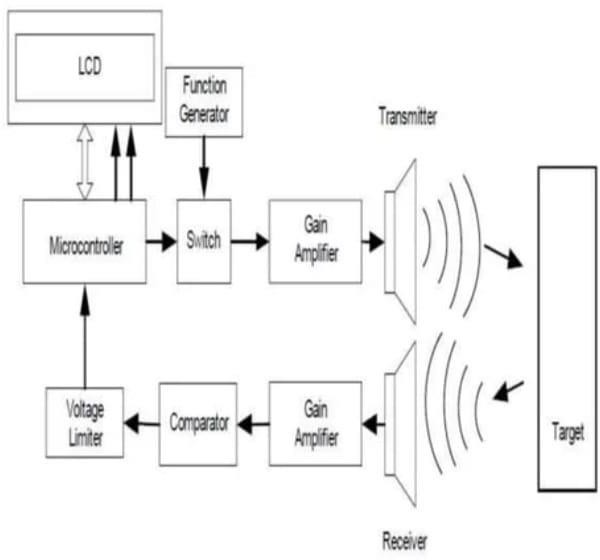 LCD
Function
Generator
Transmitter
Microcontroller
Switch
Gain
Amplifier
Voltage
Limiter
Comparator
Gain
Amplifier
Target
Receiver